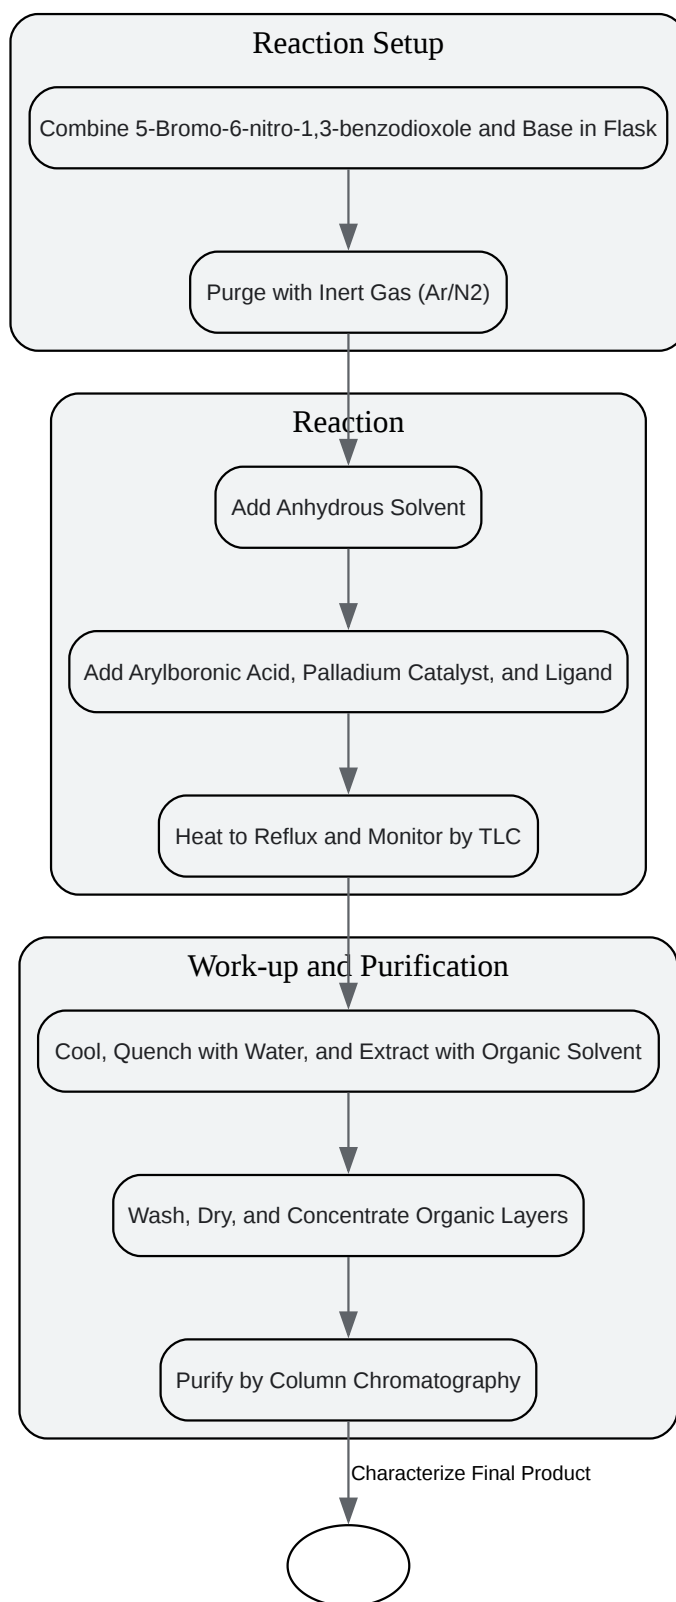 Reaction Setup
Combine 5-Bromo-6-nitro-1,3-benzodioxole and Base in Flask
Purge with Inert Gas (Ar/N2)
Reaction
Add Anhydrous Solvent
Add Arylboronic Acid, Palladium Catalyst, and Ligand
Heat to Reflux and Monitor by TLC
Work-up and Purification
Cool, Quench with Water, and Extract with Organic Solvent
Wash, Dry, and Concentrate Organic Layers
Purify by Column Chromatography
Characterize Final Product